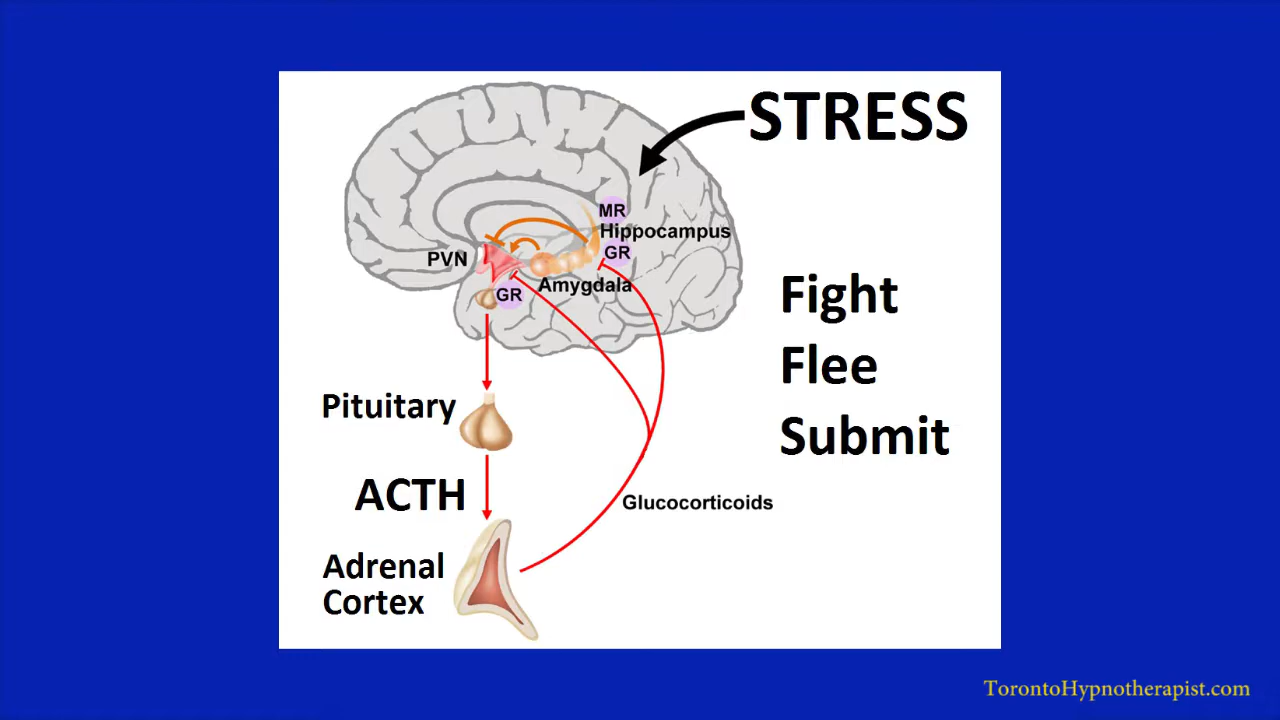 STRESS
MR
Hippocampus
GR
PVN
Amygdala
GR
Fight
Flee
Submit
Pituitary
ACTH
Glucocorticoids
Adrenal
Cortex
TorontoHypnotherapist.com